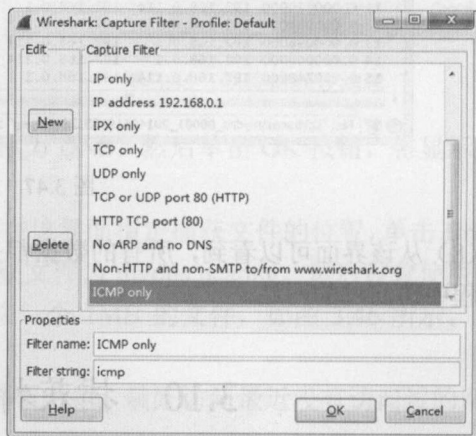 Wireshark: Capture Filter - Profile: Default
Edit
Capture Filter
IP only
IP address 192.168.0.1
IPX only
New
TCP only
UDP only
TCP or UDP port 80 (HTTP)
HTTP TCP port (80)
Delete
No ARP and no DNS
Non-HTTP and non-SMTP to/from www.wireshark.org
ICMP only
Properties
Filter name: ICMP only
Filter string: icmp
Help
OK
Cancel